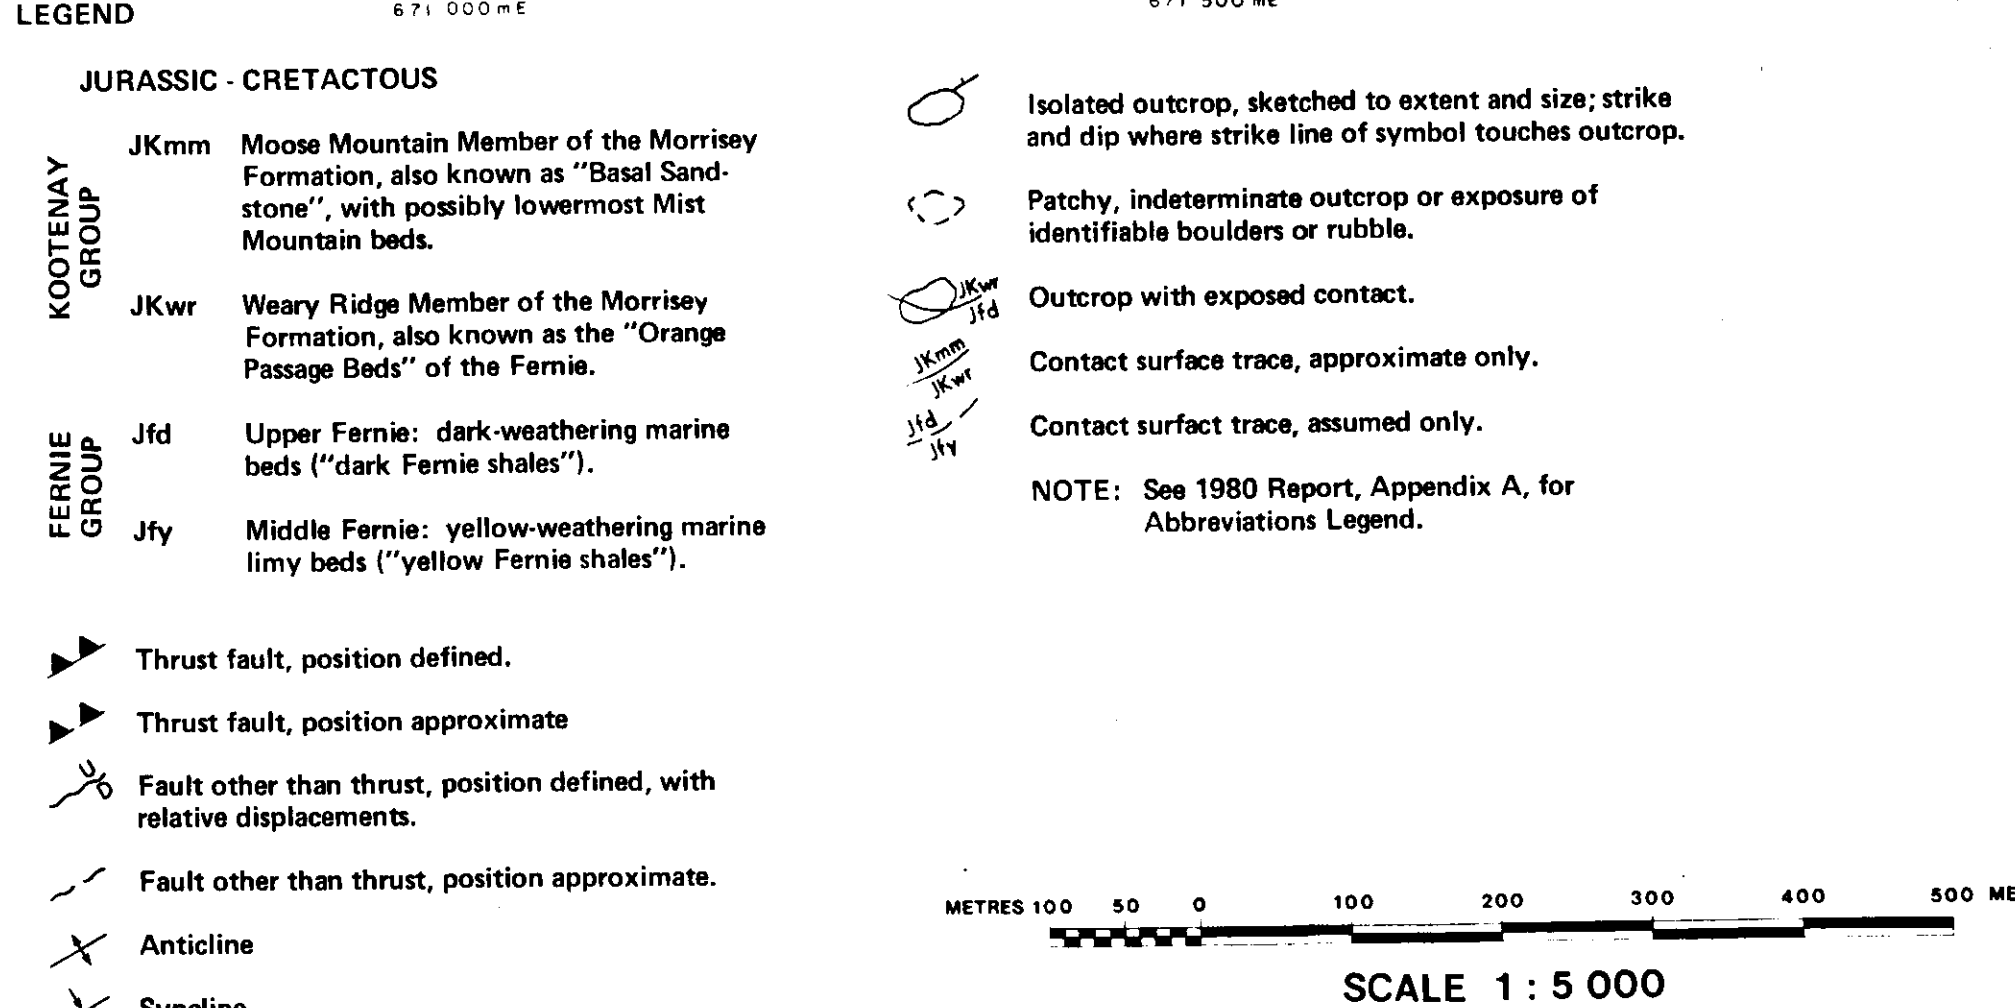 LEGEND
671 000mE
JURASSIC - CRETACTOUS
KOOTENAY
GROUP
JKmm Moose Mountain Member of the Morrisey
Formation, also known as "Basal Sand-
stone", with possibly lowermost Mist
Mountain beds.
JKwr Weary Ridge Member of the Morrisey
Formation, also known as the "Orange
Passage Beds" of the Fernie.
FERNIE
GROUP
Jfd Upper Fernie: dark-weathering marine
beds ("dark Fernie shales").
Jfy Middle Fernie: yellow-weathering marine
limy beds ("yellow Fernie shales").
Thrust fault, position defined.
Thrust fault, position approximate
U
D
Fault other than thrust, position defined, with
relative displacements.
Fault other than thrust, position approximate.
Anticline
Syncline
671 500mE
Isolated outcrop, sketched to extent and size; strike
and dip where strike line of symbol touches outcrop.
Patchy, indeterminate outcrop or exposure of
identifiable boulders or rubble.
JKwr
Jfd
Outcrop with exposed contact.
JKmm
JKwr
Contact surface trace, approximate only.
Jfd
Jfy
Contact surfact trace, assumed only.
NOTE: See 1980 Report, Appendix A, for
Abbreviations Legend.
METRES 100 50 0 100 200 300 400 500 ME
SCALE 1 : 5 000